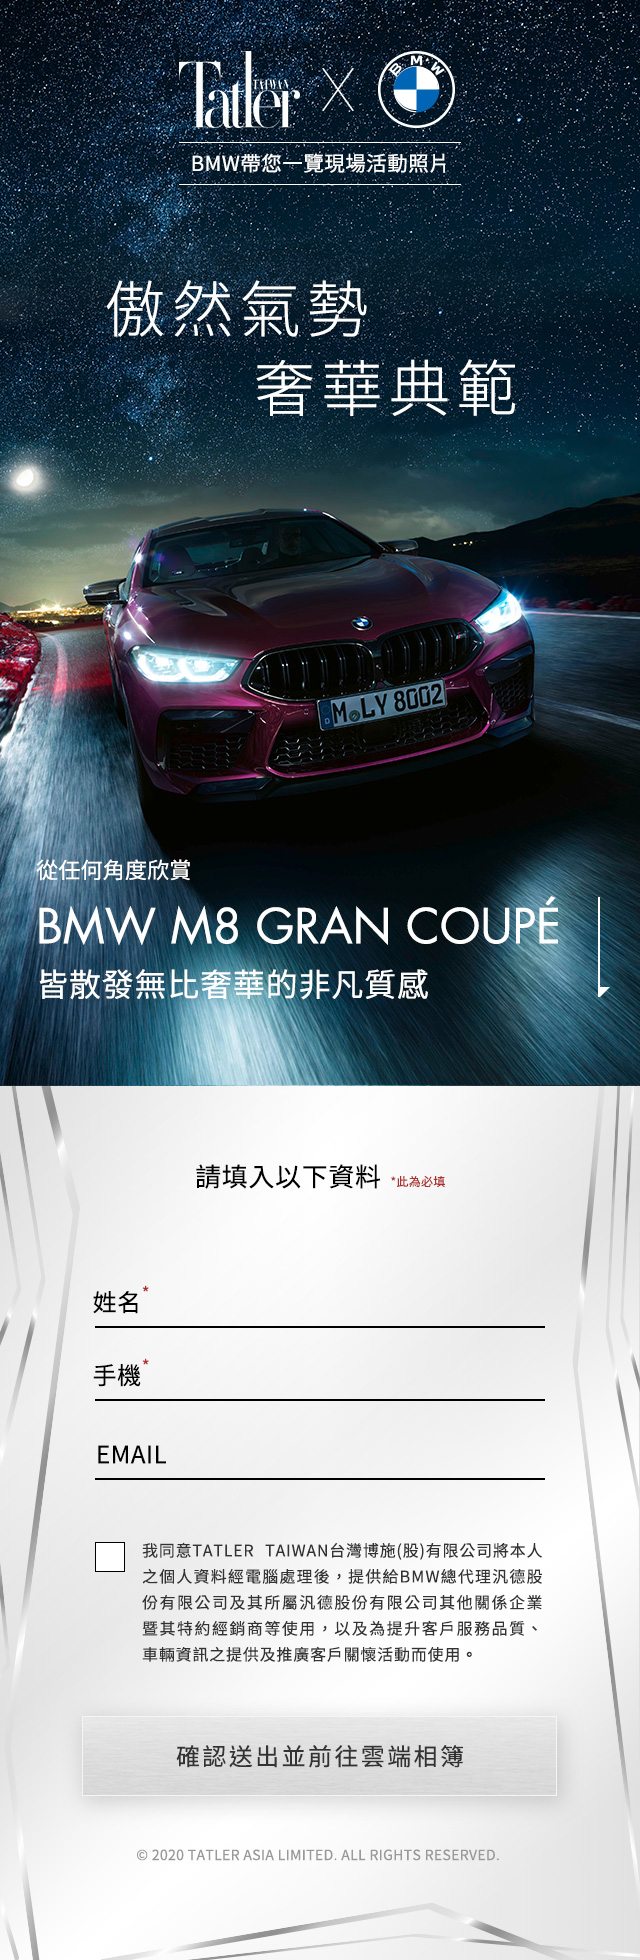 Tatler
TAIWAN
X
BMW
BMW帶您一覽現場活動照片
傲然氣勢
奢華典範
M LY 8002
D
從任何角度欣賞
BMW M8 GRAN COUPÉ
皆散發無比奢華的非凡質感
請填入以下資料 *此為必填
姓名*
手機*
EMAIL
我同意TATLER TAIWAN台灣博施(股)有限公司將本人
之個人資料經電腦處理後，提供給BMW總代理汎德股
份有限公司及其所屬汎德股份有限公司其他關係企業
暨其特約經銷商等使用，以及為提升客戶服務品質、
車輛資訊之提供及推廣客戶關懷活動而使用。
確認送出並前往雲端相簿
© 2020 TATLER ASIA LIMITED. ALL RIGHTS RESERVED.